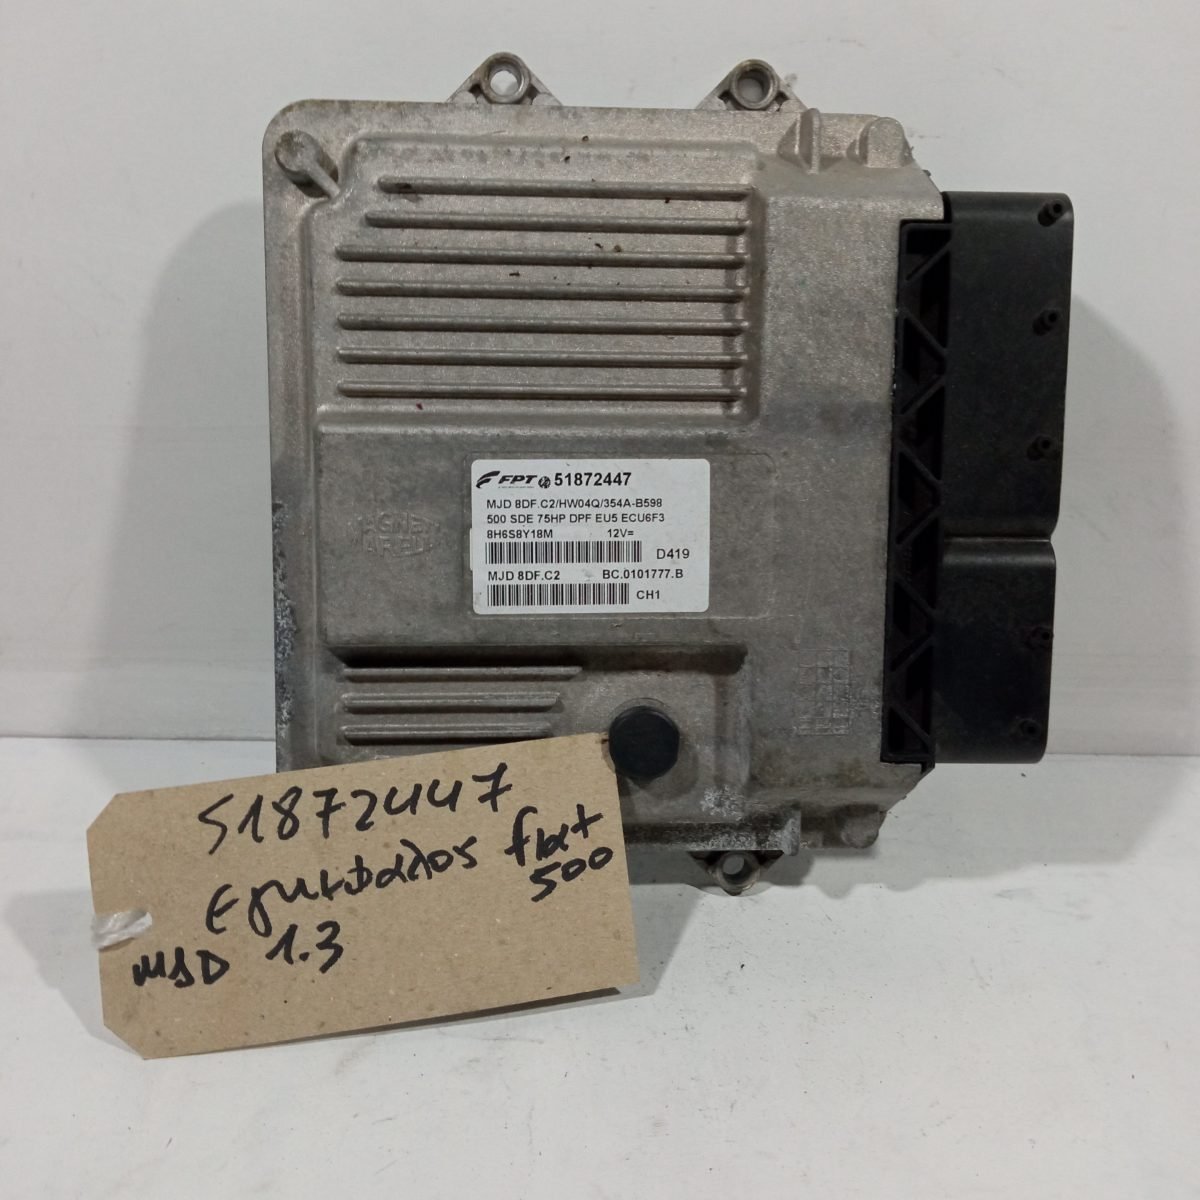 FPT 51872447
MJD 8DF.C2/HW04Q/354A-B598
500 SDE 75HP DPF EU5 ECU6F3
8H6S8Y18M 12V=
D419
MJD 8DF.C2 BC.0101777.B
CH1
MAGNETI
MARELLI
51872447
Εγκεφαλος fiat
500
MJD 1.3